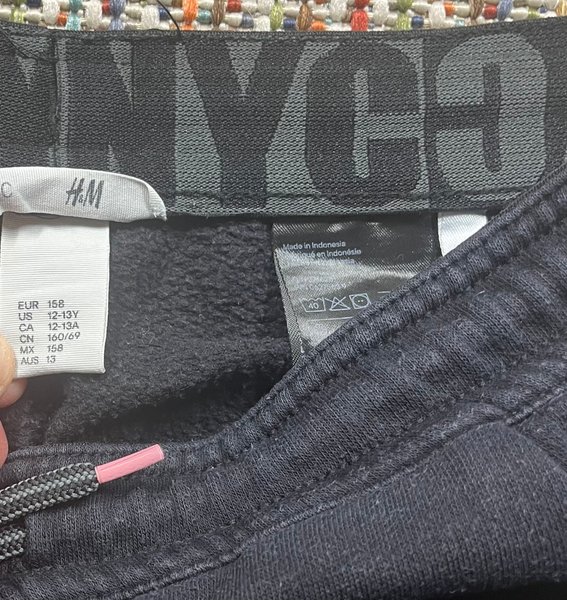 NYC
C
H&M
EUR 158
US 12-13Y
CA 12-13A
CN 160/69
MX 158
AUS 13
Made in Indonesia
en Indonésie
40